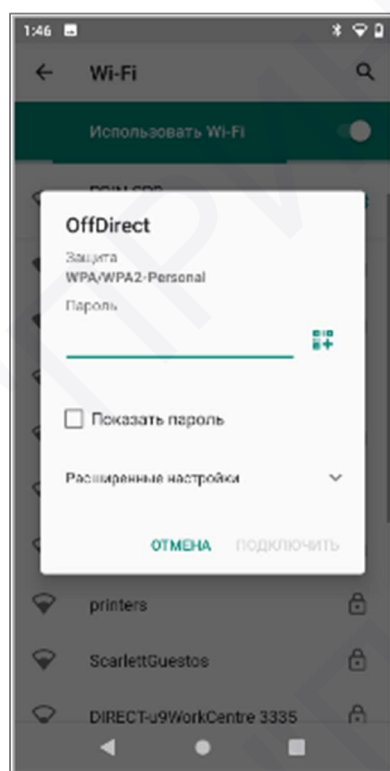 1:46
Wi-Fi
Использовать Wi-Fi
OffDirect
Защита
WPA/WPA2-Personal
Пароль
Показать пароль
Расширенные настройки
ОТМЕНА ПОДКЛЮЧИТЬ
printers
ScarlettGuestos
DIRECT-u9WorkCentre 3335